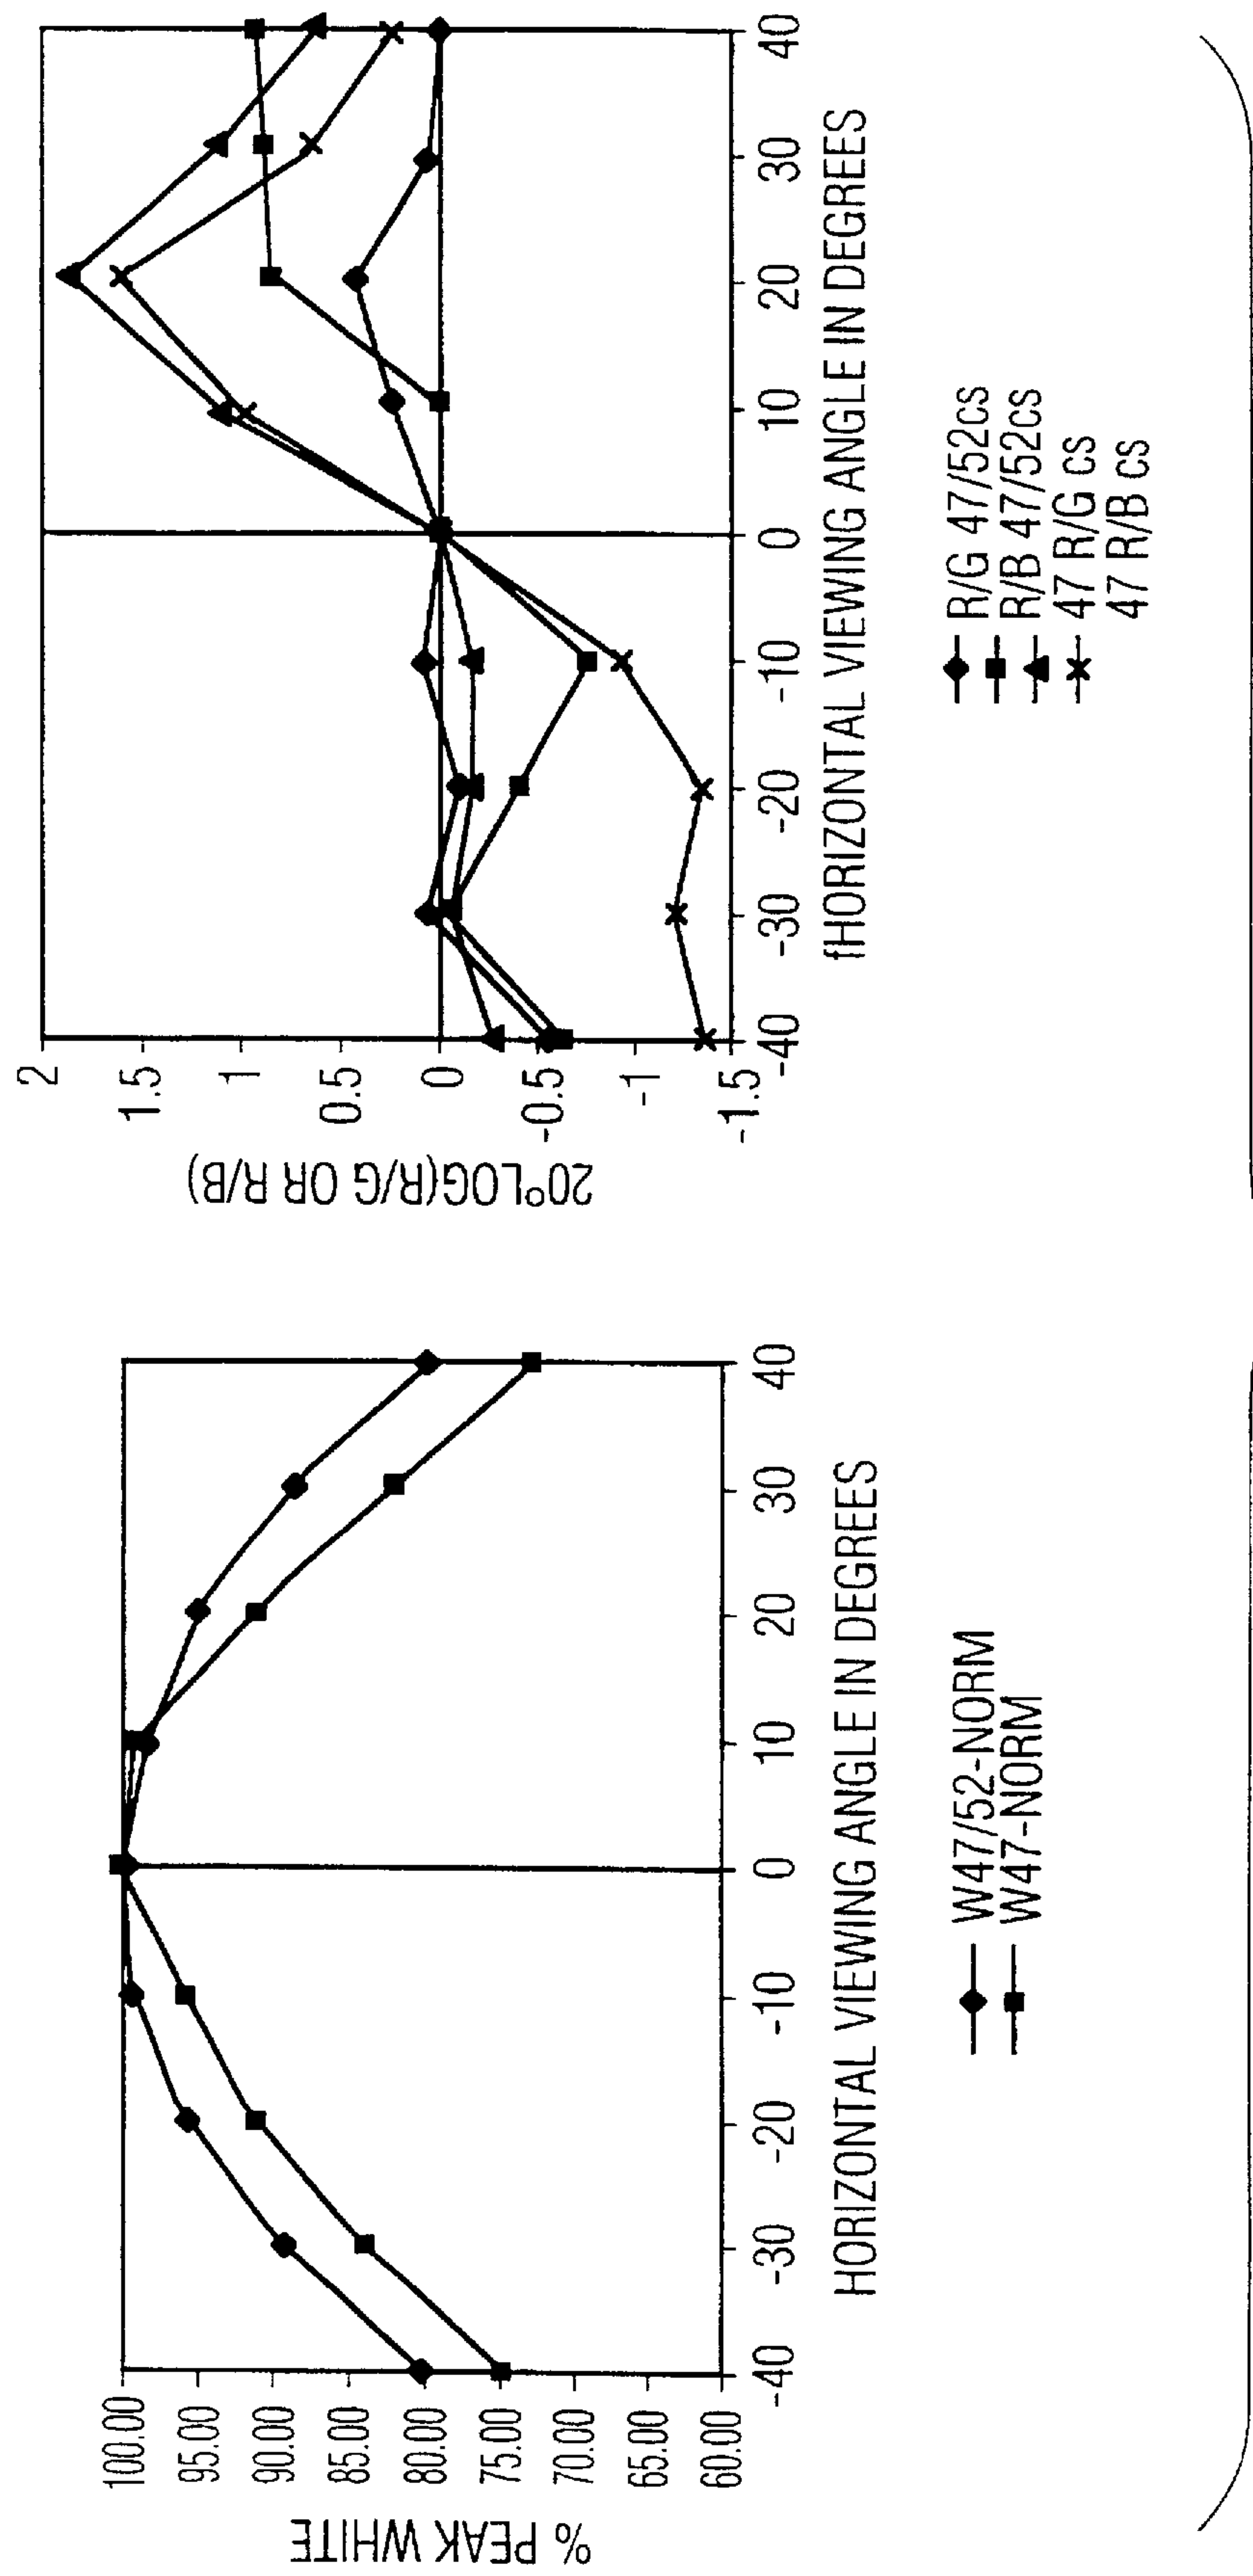 % PEAK WHITE
100.00
95.00
90.00
85.00
80.00
75.00
70.00
65.00
60.00
-40 -30 -20 -10 0 10 20 30 40
HORIZONTAL VIEWING ANGLE IN DEGREES
W47/52-NORM
W47-NORM
20°LOG(R/G OR R/B)
2
1.5
1
0.5
0
-0.5
-1
-1.5
-40 -30 -20 -10 0 10 20 30 40
fHORIZONTAL VIEWING ANGLE IN DEGREES
R/G 47/52CS
R/B 47/52CS
47 R/G CS
47 R/B CS